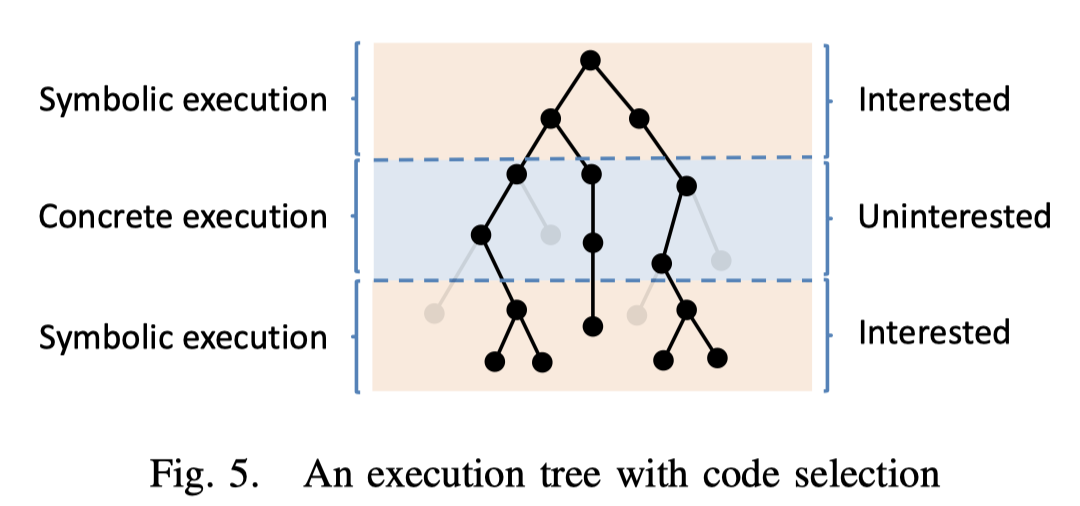 Symbolic execution
Interested
Concrete execution
Uninterested
Symbolic execution
Interested
Fig. 5. An execution tree with code selection